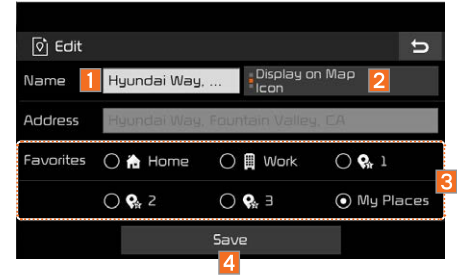 Edit
Name 1 Hyundai Way, ... Display on Map Icon 2
Address Hyundai Way, Fountain Valley, CA
Favorites Home Work 1
3
2 3 My Places
Save
4